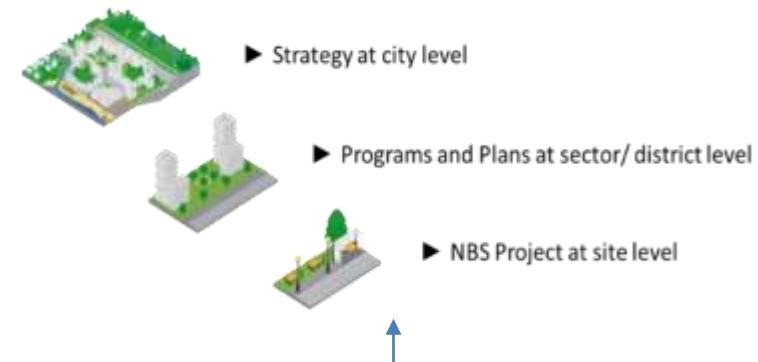 ► Strategy at city level
► Programs and Plans at sector/ district level
► NBS Project at site level